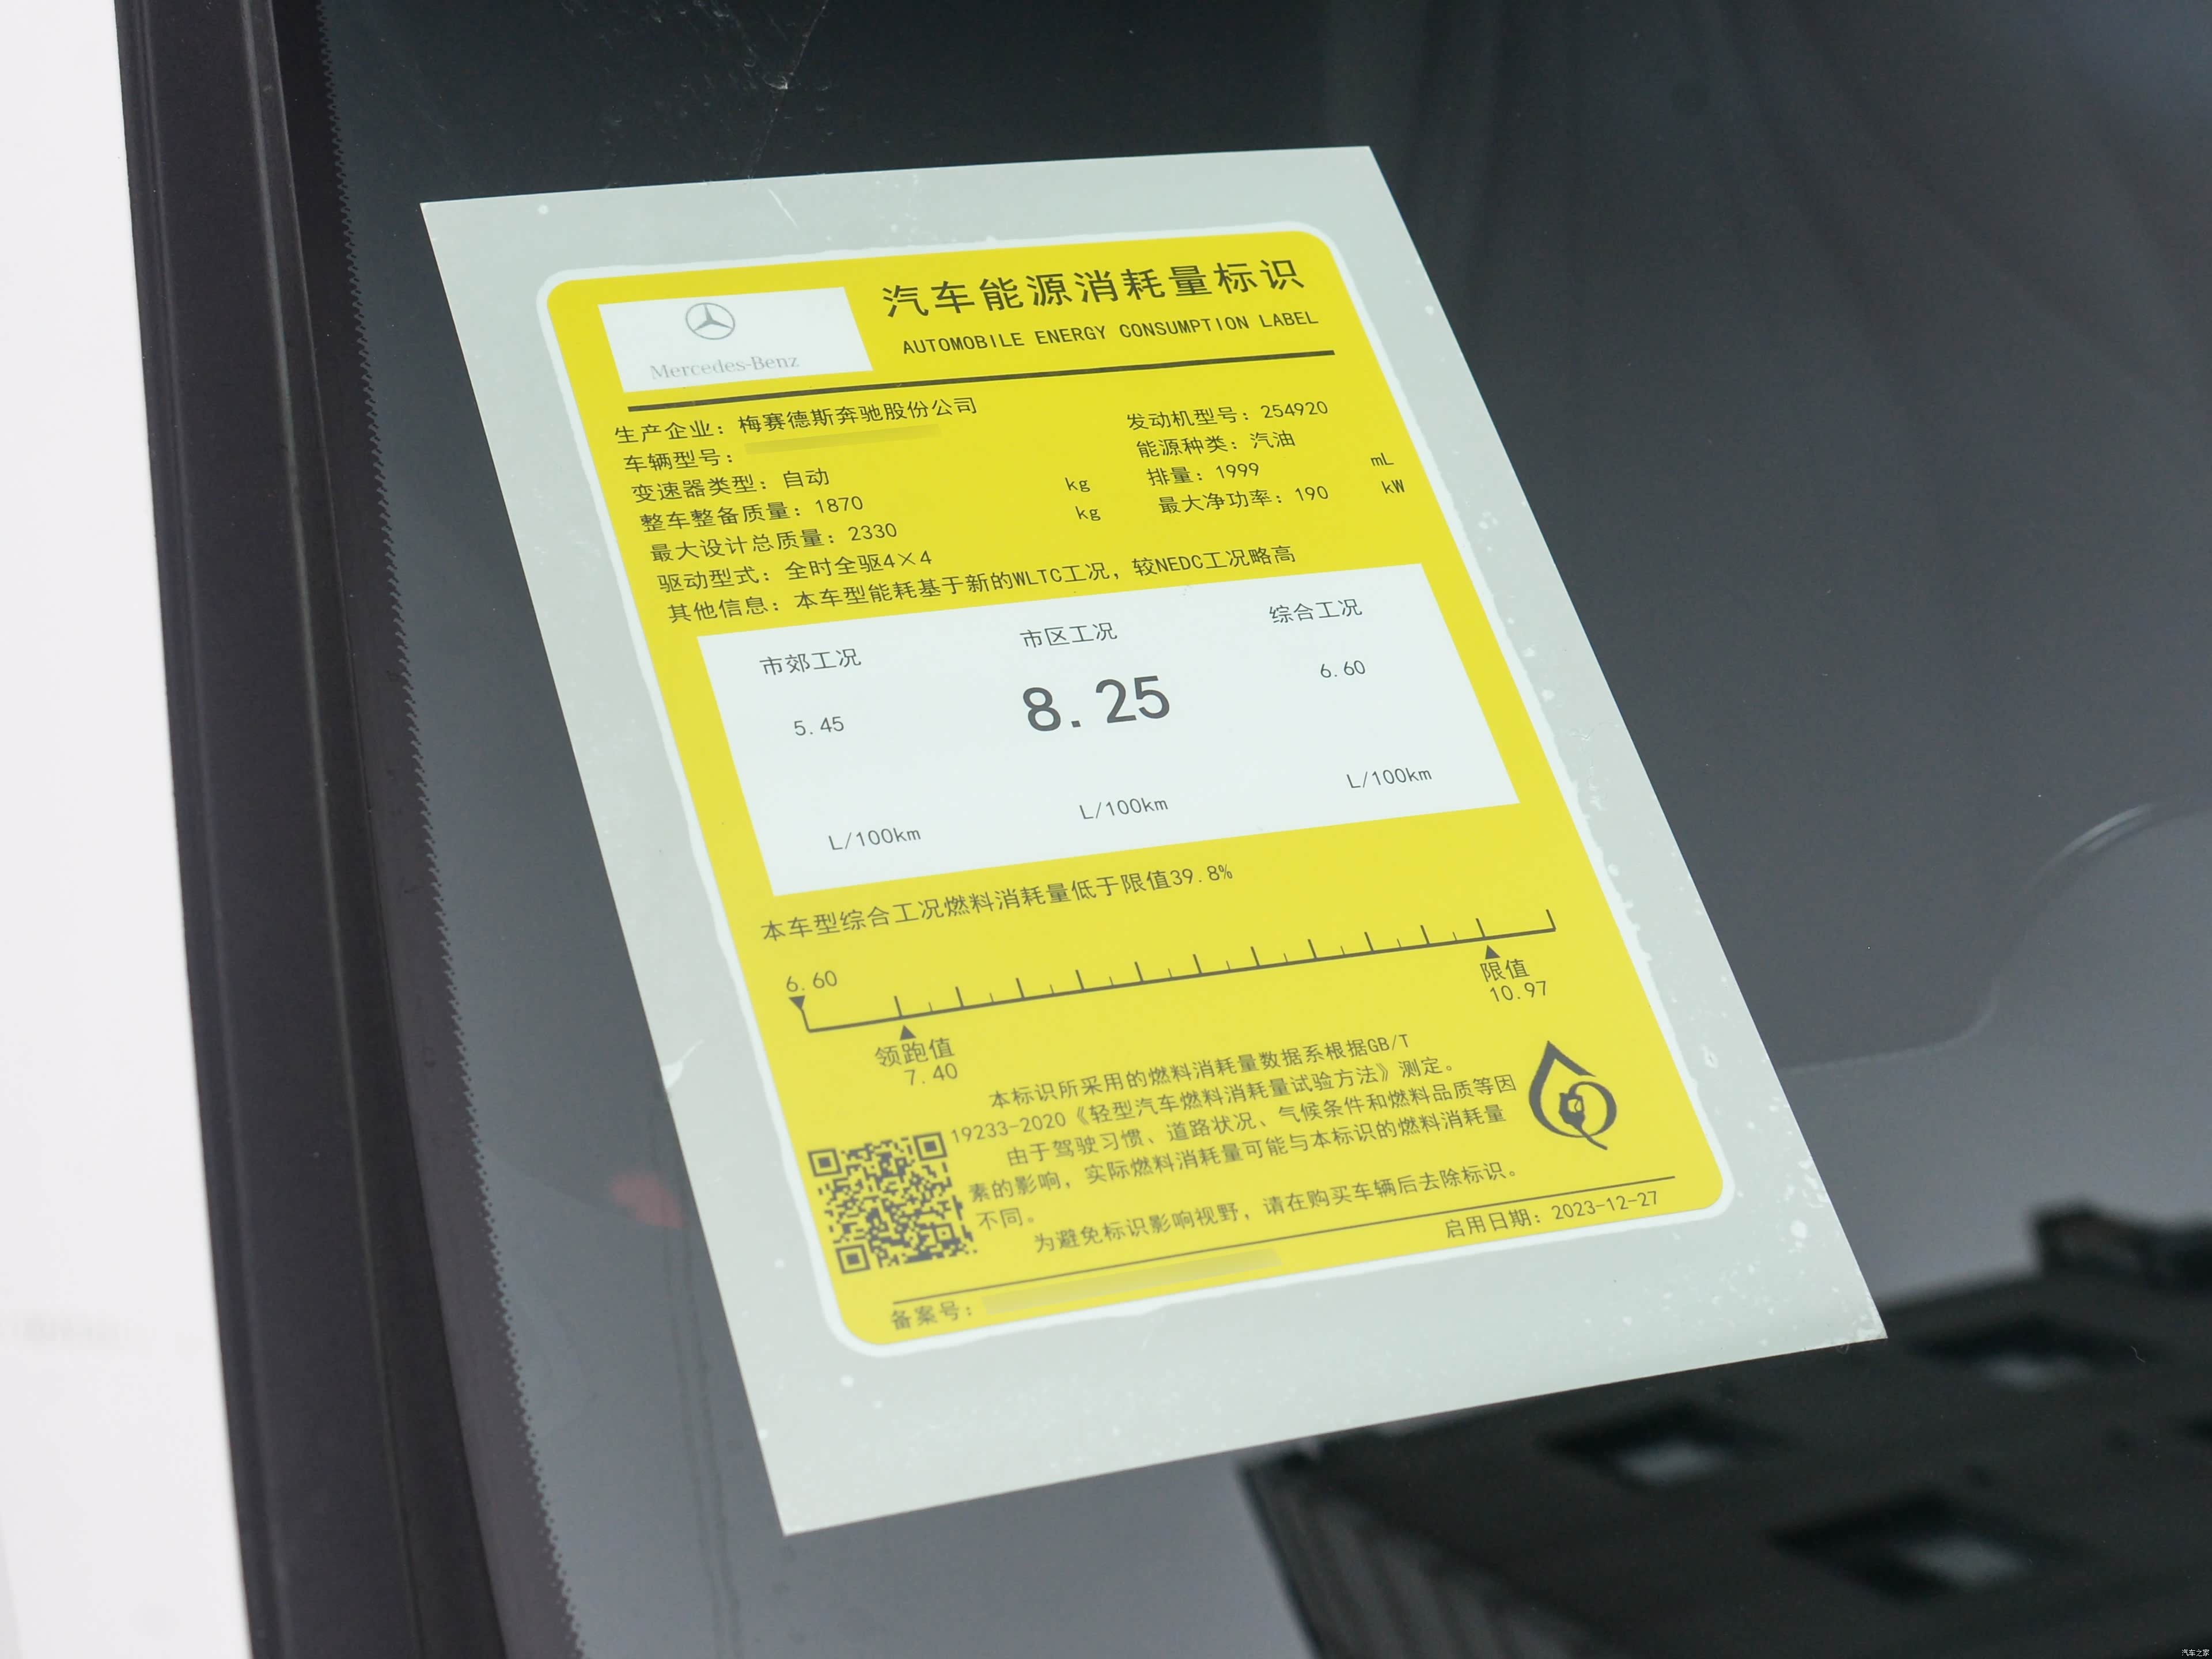 Mercedes-Benz
汽车能源消耗量标识
AUTOMOBILE ENERGY CONSUMPTION LABEL
生产企业：梅赛德斯奔驰股份公司
车辆型号：
变速器类型：自动
整车整备质量：1870 kg
最大设计总质量：2330 kg
驱动型式：全时全驱4×4
其他信息：本车型能耗基于新的WLTC工况，较NEDC工况略高
发动机型号：254920
能源种类：汽油
排量：1999 mL
最大净功率：190 kW
市郊工况
5.45
L/100km
市区工况
8.25
L/100km
综合工况
6.60
L/100km
本车型综合工况燃料消耗量低于限值39.8%
6.60
领跑值
7.40
限值
10.97
本标识所采用的燃料消耗量数据系根据GB/T
19233-2020《轻型汽车燃料消耗量试验方法》测定。
由于驾驶习惯、道路状况、气候条件和燃料品质等因
素的影响，实际燃料消耗量可能与本标识的燃料消耗量
不同。
为避免标识影响视野，请在购买车辆后去除标识。
备案号：
启用日期：2023-12-27
汽车之家